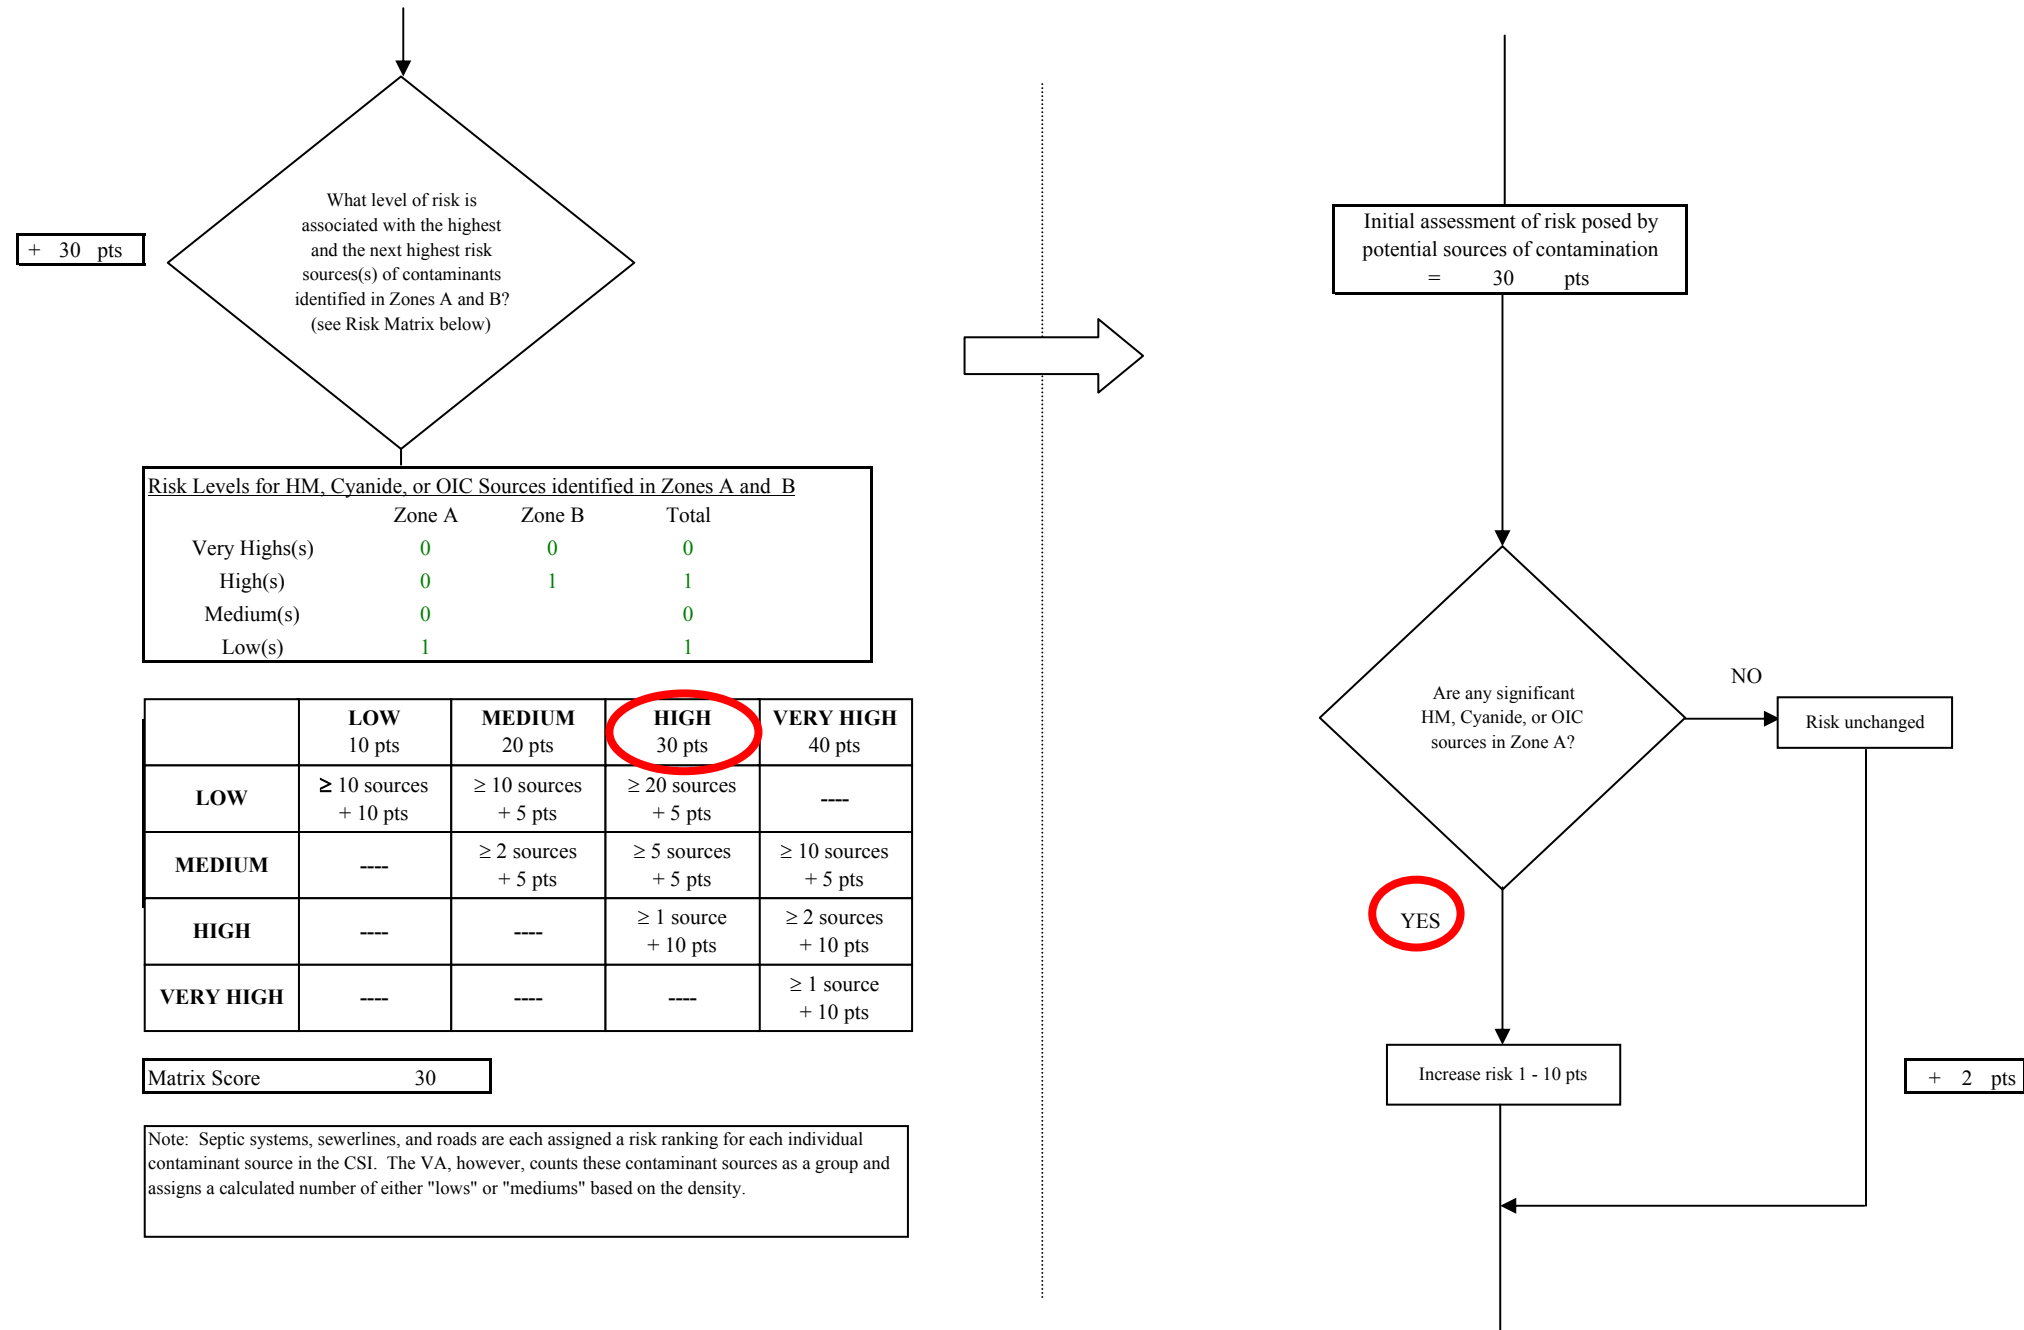 What level of risk is
associated with the highest
and the next highest risk
sources(s) of contaminants
identified in Zones A and B?
(see Risk Matrix below)
+ 30 pts
Risk Levels for HM, Cyanide, or OIC Sources identified in Zones A and B
Zone A Zone B Total
Very Highs(s) 0 0 0
High(s) 0 1 1
Medium(s) 0 0
Low(s) 1 1
LOW MEDIUM HIGH VERY HIGH
10 pts 20 pts 30 pts 40 pts
LOW ≥ 10 sources ≥ 10 sources ≥ 20 sources ----
+ 10 pts + 5 pts + 5 pts
MEDIUM ---- ≥ 2 sources ≥ 5 sources ≥ 10 sources
+ 5 pts + 5 pts + 5 pts
HIGH ---- ---- ≥ 1 source ≥ 2 sources
+ 10 pts + 10 pts
VERY HIGH ---- ---- ---- ≥ 1 source
+ 10 pts
Matrix Score 30
Note: Septic systems, sewerlines, and roads are each assigned a risk ranking for each individual
contaminant source in the CSI. The VA, however, counts these contaminant sources as a group and
assigns a calculated number of either "lows" or "mediums" based on the density.
Initial assessment of risk posed by
potential sources of contamination
= 30 pts
Are any significant
HM, Cyanide, or OIC
sources in Zone A?
NO
Risk unchanged
YES
Increase risk 1 - 10 pts
+ 2 pts